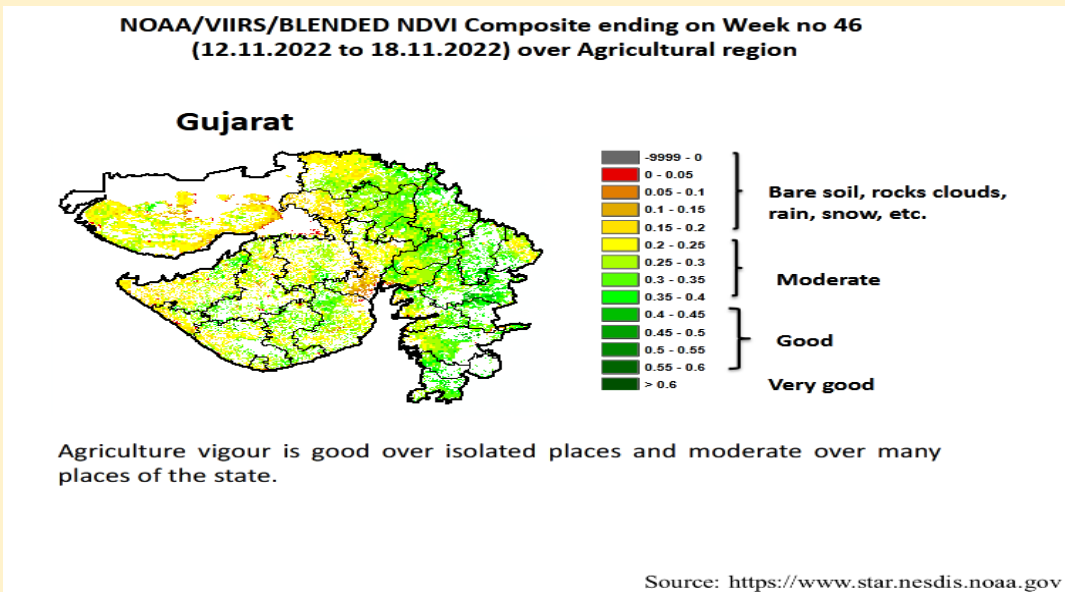 NOAA/VIIRS/BLENDED NDVI Composite ending on Week no 46
(12.11.2022 to 18.11.2022) over Agricultural region
Gujarat
-9999 - 0
0 - 0.05
0.05 - 0.1
0.1 - 0.15
0.15 - 0.2
0.2 - 0.25
0.25 - 0.3
0.3 - 0.35
0.35 - 0.4
0.4 - 0.45
0.45 - 0.5
0.5 - 0.55
0.55 - 0.6
> 0.6
Bare soil, rocks clouds,
rain, snow, etc.
Moderate
Good
Very good
Agriculture vigour is good over isolated places and moderate over many
places of the state.
Source: https://www.star.nesdis.noaa.gov